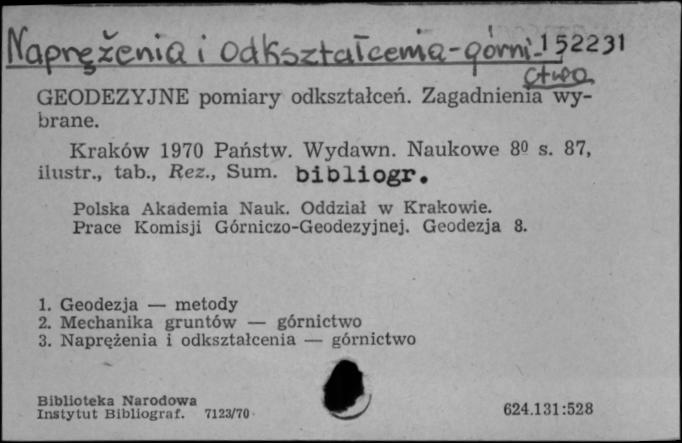 Naprężenia i odkształcenia - górni- 152231
ctwo
GEODEZYJNE pomiary odkształceń. Zagadnienia wy-
brane.
Kraków 1970 Państw. Wydawn. Naukowe 8º s. 87,
ilustr., tab., Rez., Sum. bibliogr.
Polska Akademia Nauk. Oddział w Krakowie.
Prace Komisji Górniczo-Geodezyjnej. Geodezja 8.
1. Geodezja — metody
2. Mechanika gruntów — górnictwo
3. Naprężenia i odkształcenia — górnictwo
Biblioteka Narodowa
Instytut Bibliograf. 7123/70
624.131:528